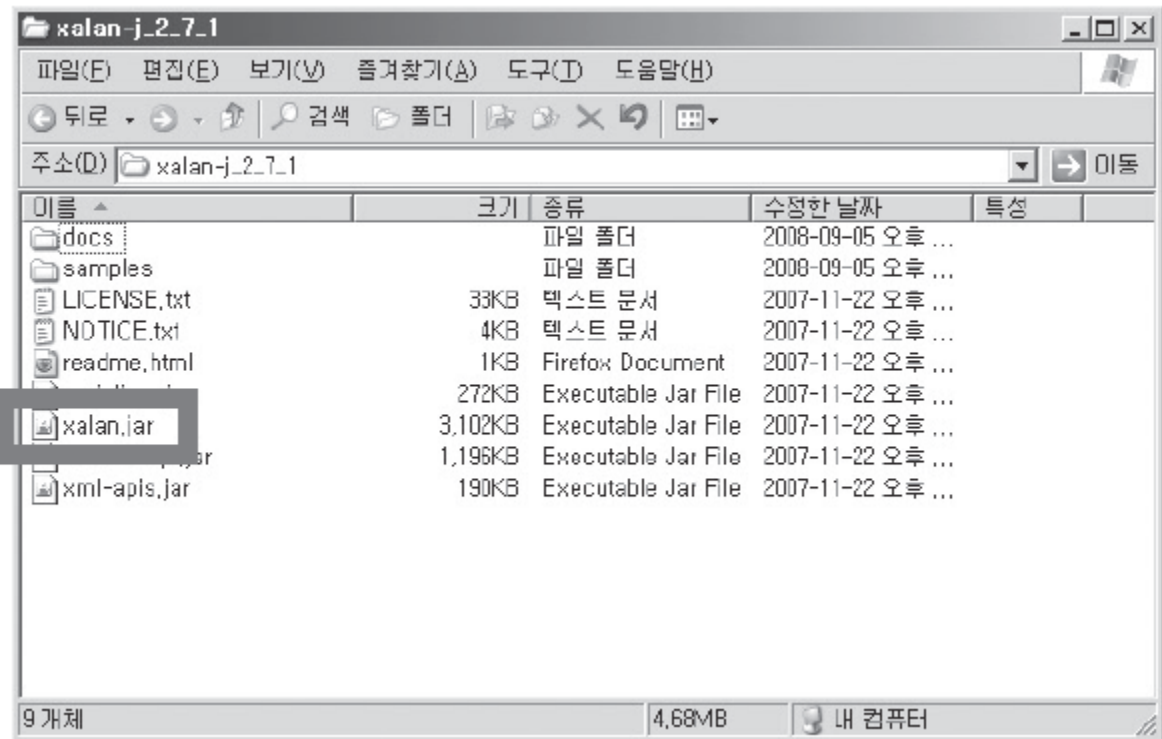 xalan-j_2_7_1
파일(F) 편집(E) 보기(V) 즐겨찾기(A) 도구(T) 도움말(H)
뒤로 검색 폴더
주소(D) xalan-j_2_7_1 이동
이름 크기 종류 수정한 날짜 특성
docs 파일 폴더 2008-09-05 오후 ...
samples 파일 폴더 2008-09-05 오후 ...
LICENSE.txt 33KB 텍스트 문서 2007-11-22 오후 ...
NOTICE.txt 4KB 텍스트 문서 2007-11-22 오후 ...
readme.html 1KB Firefox Document 2007-11-22 오후 ...
272KB Executable Jar File 2007-11-22 오후 ...
xalan.jar 3,102KB Executable Jar File 2007-11-22 오후 ...
1,196KB Executable Jar File 2007-11-22 오후 ...
xml-apis.jar 190KB Executable Jar File 2007-11-22 오후 ...
9개체 4.68MB 내 컴퓨터